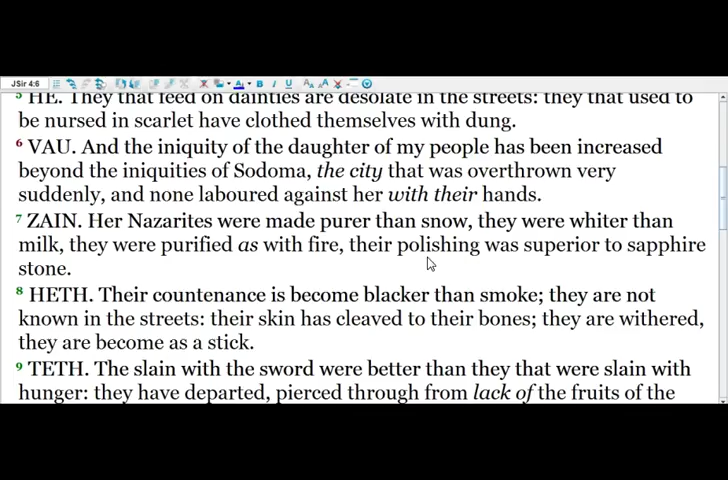 JSir 4:6
B I U
5 HE. They that feed on dainties are desolate in the streets: they that used to
be nursed in scarlet have clothed themselves with dung.
6 VAU. And the iniquity of the daughter of my people has been increased
beyond the iniquities of Sodoma, the city that was overthrown very
suddenly, and none laboured against her with their hands.
7 ZAIN. Her Nazarites were made purer than snow, they were whiter than
milk, they were purified as with fire, their polishing was superior to sapphire
stone.
8 HETH. Their countenance is become blacker than smoke; they are not
known in the streets: their skin has cleaved to their bones; they are withered,
they are become as a stick.
9 TETH. The slain with the sword were better than they that were slain with
hunger: they have departed, pierced through from lack of the fruits of the